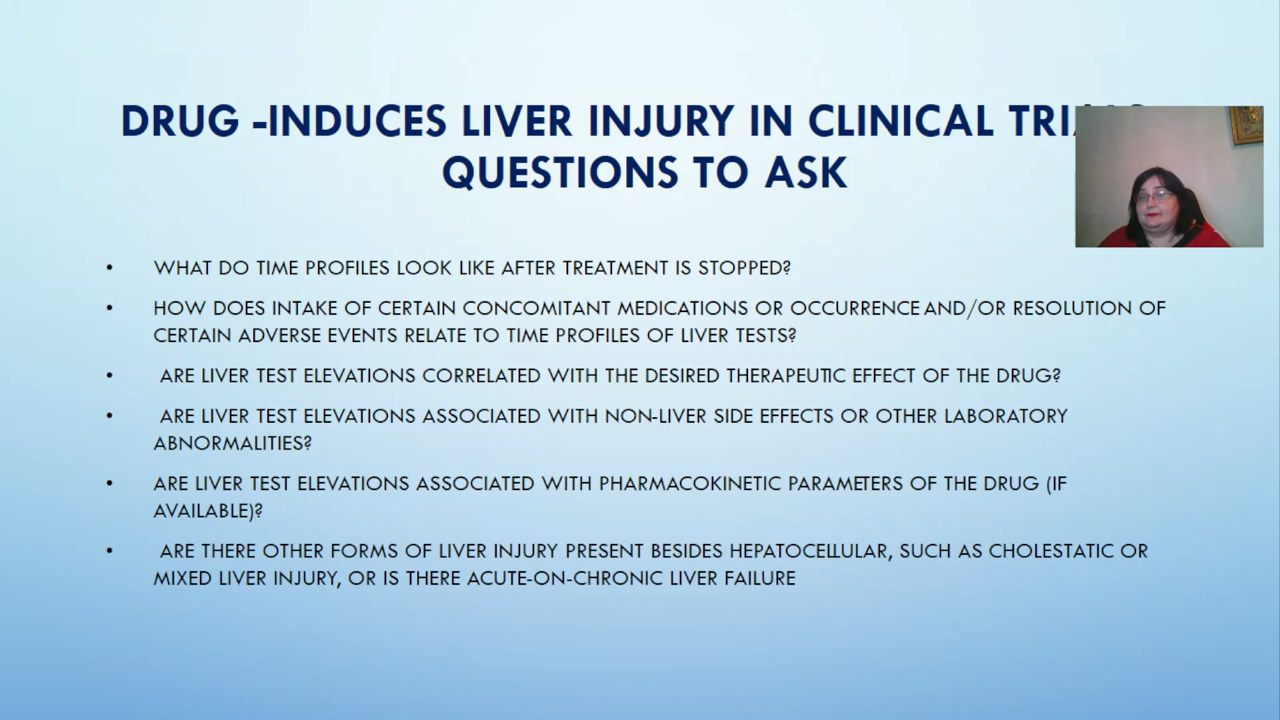 DRUG -INDUCES LIVER INJURY IN CLINICAL
QUESTIONS TO ASK
• WHAT DO TIME PROFILES LOOK LIKE AFTER TREATMENT IS STOPPED?
• HOW DOES INTAKE OF CERTAIN CONCOMITANT MEDICATIONS OR OCCURRENCE AND/OR RESOLUTION OF
CERTAIN ADVERSE EVENTS RELATE TO TIME PROFILES OF LIVER TESTS?
• ARE LIVER TEST ELEVATIONS CORRELATED WITH THE DESIRED THERAPEUTIC EFFECT OF THE DRUG?
• ARE LIVER TEST ELEVATIONS ASSOCIATED WITH NON-LIVER SIDE EFFECTS OR OTHER LABORATORY
ABNORMALITIES?
• ARE LIVER TEST ELEVATIONS ASSOCIATED WITH PHARMACOKINETIC PARAMETERS OF THE DRUG (IF
AVAILABLE)?
• ARE THERE OTHER FORMS OF LIVER INJURY PRESENT BESIDES HEPATOCELLULAR, SUCH AS CHOLESTATIC OR
MIXED LIVER INJURY, OR IS THERE ACUTE-ON-CHRONIC LIVER FAILURE